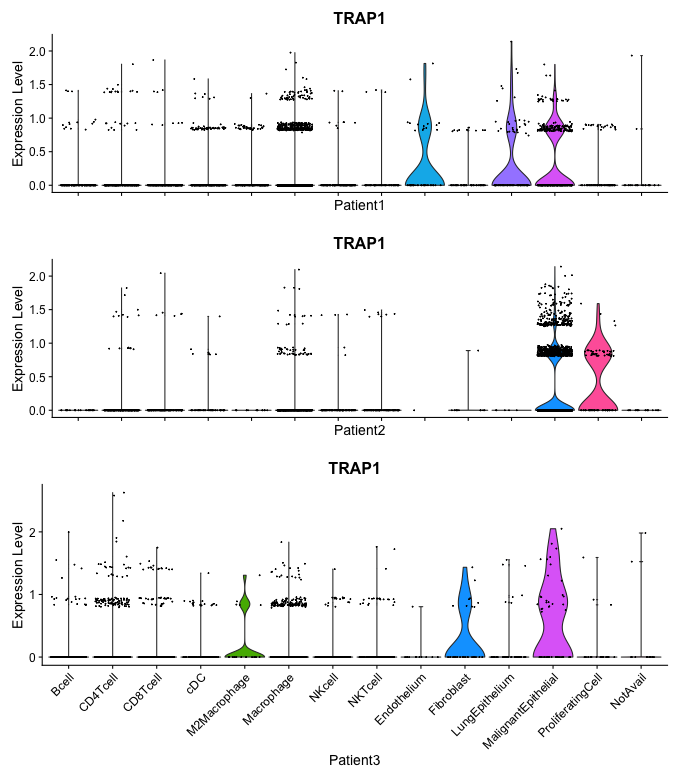 TRAP1
Expression Level
2.0
1.5
1.0
0.5
0.0
Patient1
TRAP1
Expression Level
2.0
1.5
1.0
0.5
0.0
Patient2
TRAP1
Expression Level
2
1
0
Bcell
CD4Tcell
CD8Tcell
cDC
M2Macrophage
Macrophage
NKcell
NKTcell
Endothelium
Fibroblast
LungEpithelium
MalignantEpithelial
ProliferatingCell
NotAvail
Patient3